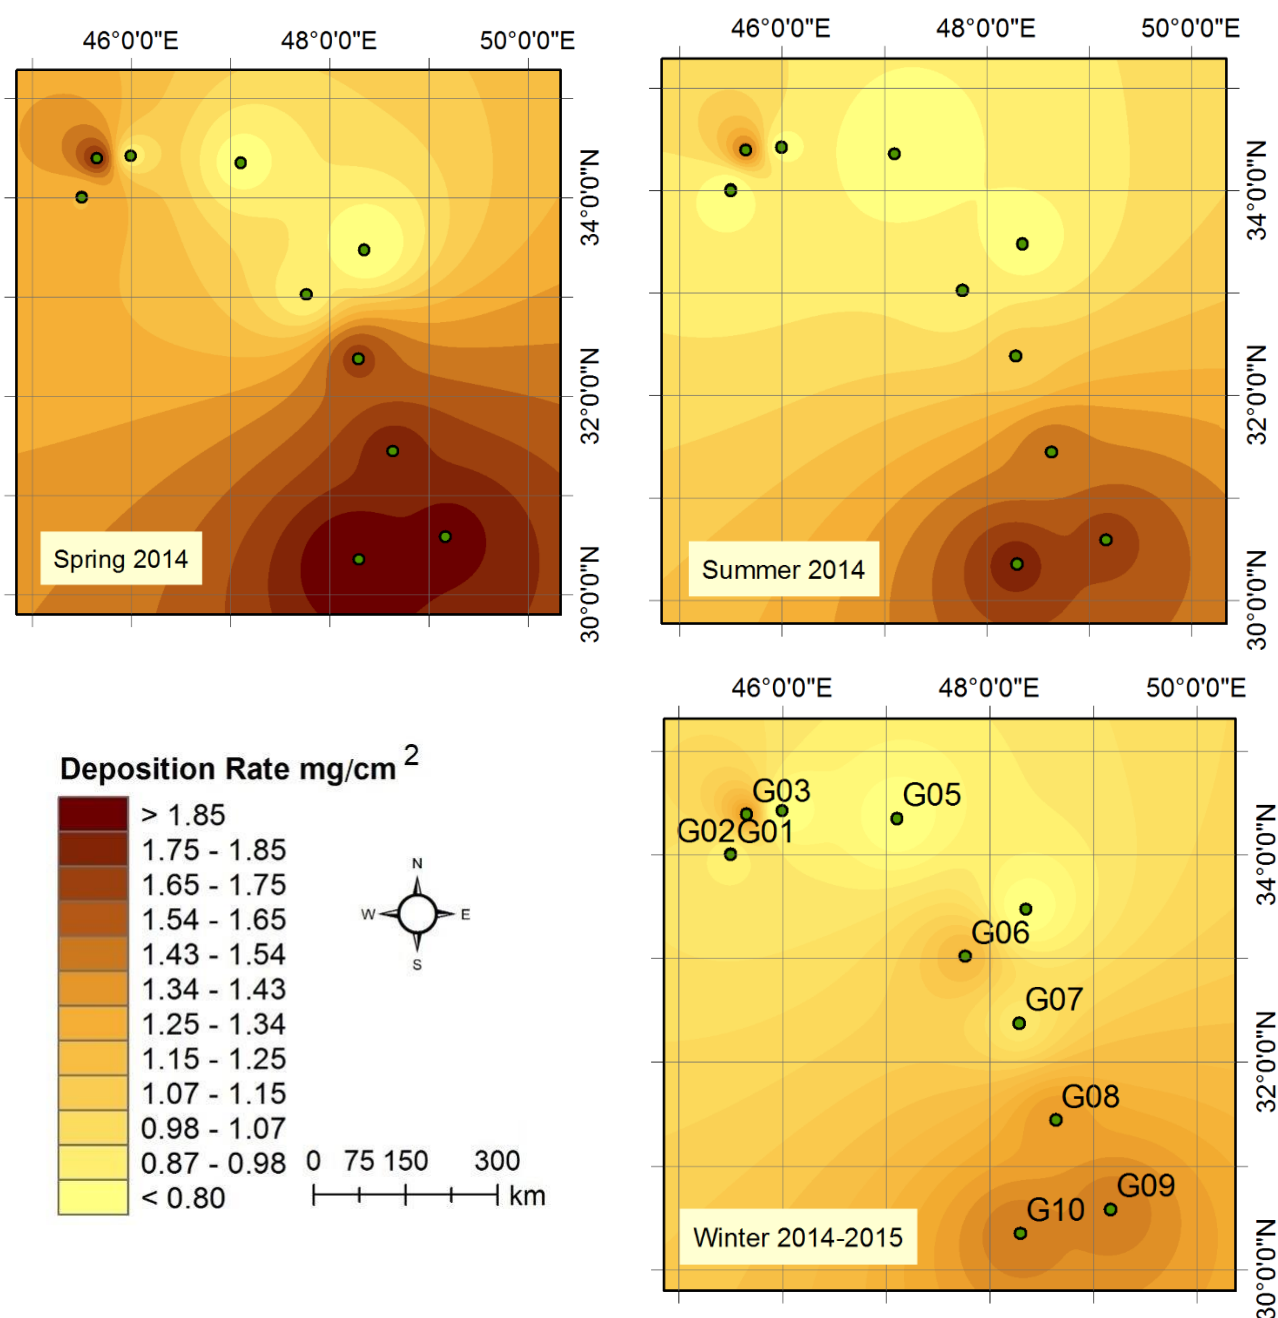 46°0'0"E 48°0'0"E 50°0'0"E
34°0'0"N
32°0'0"N
30°0'0"N
Spring 2014
46°0'0"E 48°0'0"E 50°0'0"E
34°0'0"N
32°0'0"N
30°0'0"N
Summer 2014
Deposition Rate mg/cm 2
> 1.85
1.75 - 1.85
1.65 - 1.75
1.54 - 1.65
1.43 - 1.54
1.34 - 1.43
1.25 - 1.34
1.15 - 1.25
1.07 - 1.15
0.98 - 1.07
0.87 - 0.98
< 0.80
N
W E
S
0 75 150 300
km
46°0'0"E 48°0'0"E 50°0'0"E
G03
G05
G02 G01
G06
G07
G08
G09
G10
34°0'0"N
32°0'0"N
30°0'0"N
Winter 2014-2015